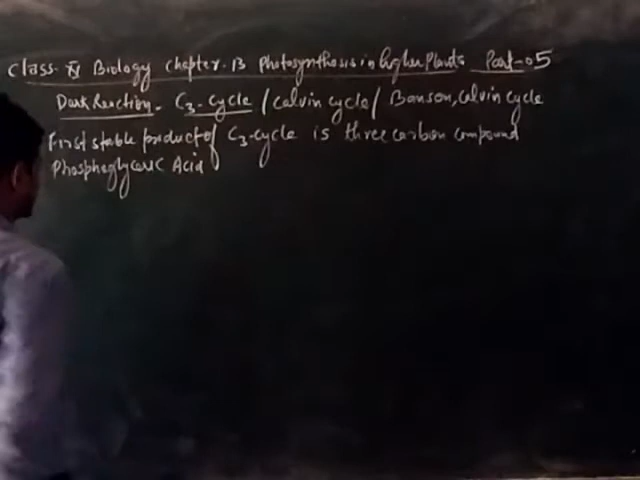 Class - XI Biology Chapter - 13 Photosynthesis in higher Plants Part - 05
Dark Reaction - C3-cycle / Calvin cycle / Banson, Calvin cycle
First stable product of C3-cycle is three carbon compound
Phosphoglyceric Acid